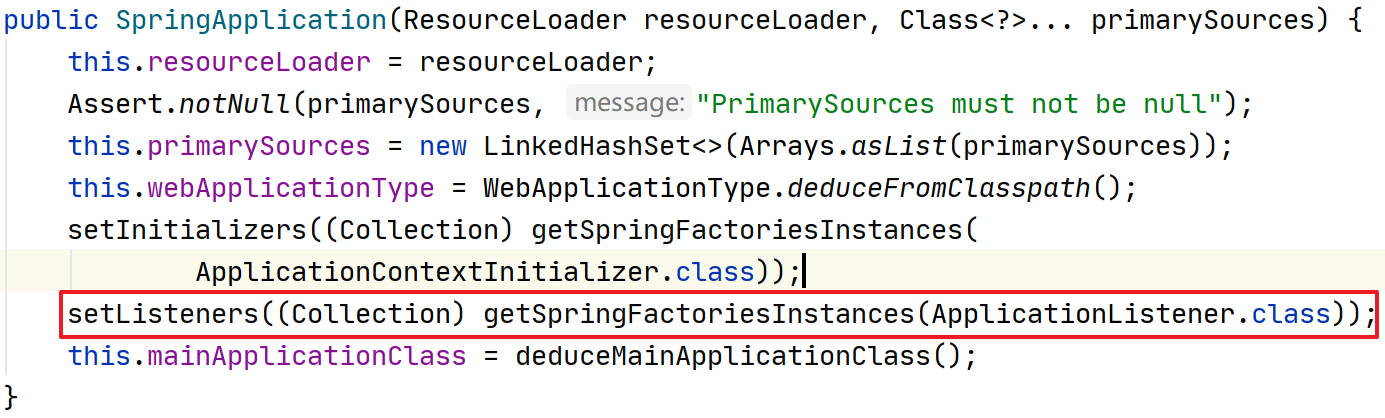 public SpringApplication(ResourceLoader resourceLoader, Class<?>... primarySources) {
    this.resourceLoader = resourceLoader;
    Assert.notNull(primarySources, message: "PrimarySources must not be null");
    this.primarySources = new LinkedHashSet<>(Arrays.asList(primarySources));
    this.webApplicationType = WebApplicationType.deduceFromClasspath();
    setInitializers((Collection) getSpringFactoriesInstances(
            ApplicationContextInitializer.class));
    setListeners((Collection) getSpringFactoriesInstances(ApplicationListener.class));
    this.mainApplicationClass = deduceMainApplicationClass();
}